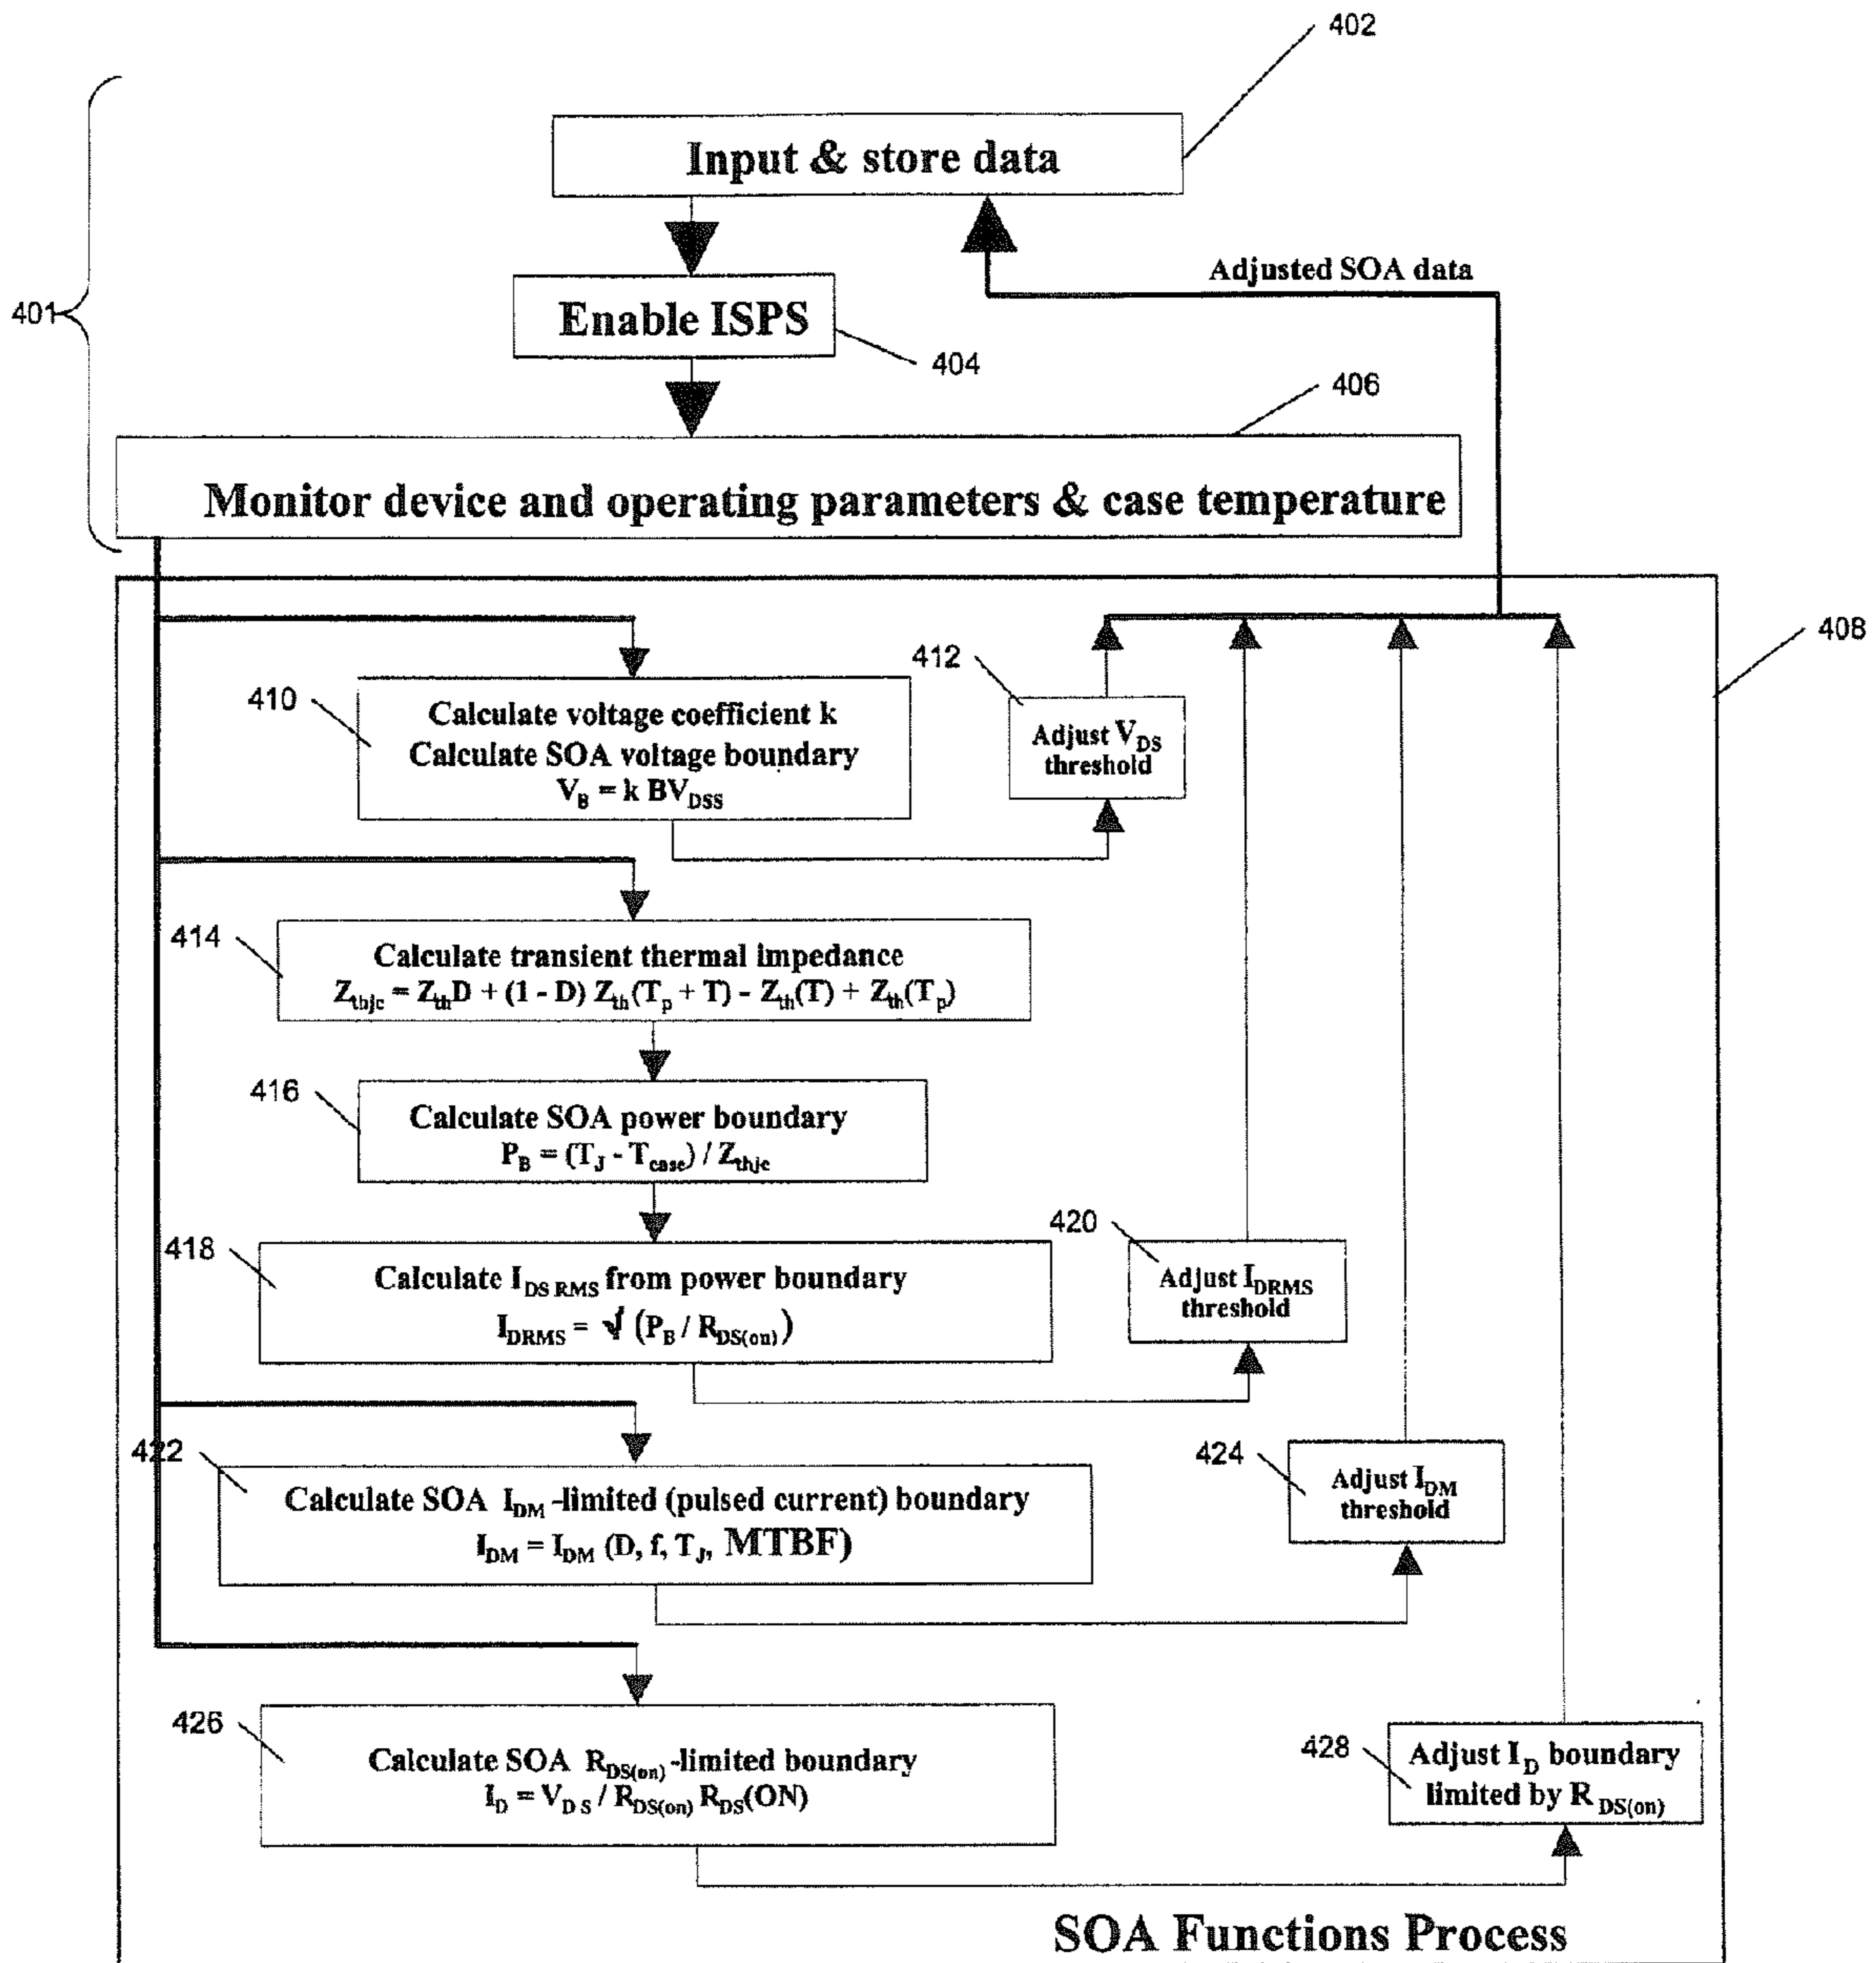 402
Input & store data
Adjusted SOA data
401
Enable ISPS
404
406
Monitor device and operating parameters & case temperature
408
412
410
Calculate voltage coefficient k
Calculate SOA voltage boundary
V_B = k BV_DSS
Adjust V_DS
threshold
414
Calculate transient thermal impedance
Z_thjc = Z_th D + (1 - D) Z_th(T_p + T) - Z_th(T) + Z_th(T_p)
416
Calculate SOA power boundary
P_B = (T_J - T_case) / Z_thjc
420
418
Calculate I_DS RMS from power boundary
I_DRMS = √ (P_B / R_DS(on))
Adjust I_DRMS
threshold
422
424
Calculate SOA I_DM -limited (pulsed current) boundary
I_DM = I_DM (D, f, T_J, MTBF)
Adjust I_DM
threshold
426
Calculate SOA R_DS(on)-limited boundary
I_D = V_DS / R_DS(on) R_DS(ON)
428
Adjust I_D boundary
limited by R_DS(on)
SOA Functions Process